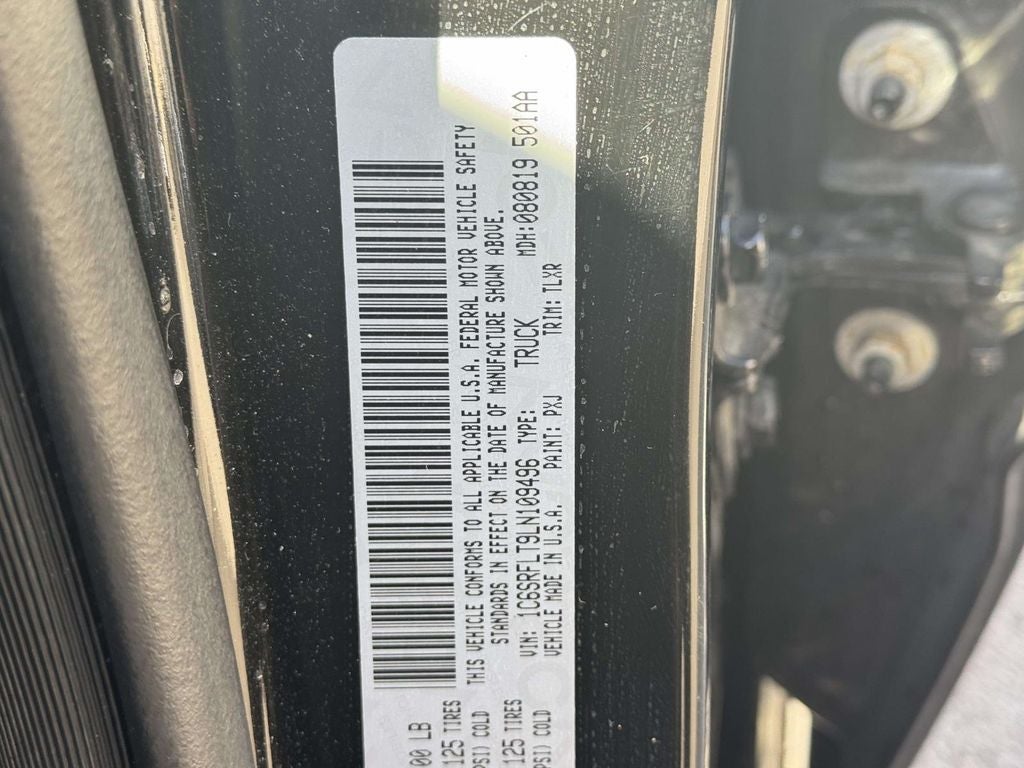 00 LB
125 TIRES
PSI) COLD
125 TIRES
PSI) COLD
THIS VEHICLE CONFORMS TO ALL APPLICABLE U.S.A. FEDERAL MOTOR VEHICLE SAFETY
STANDARDS IN EFFECT ON THE DATE OF MANUFACTURE SHOWN ABOVE.
VIN: 1C6SRFLT9LN109496 TYPE: TRUCK MDH:080819 501AA
VEHICLE MADE IN U.S.A. PAINT: PXJ TRIM: TLXR